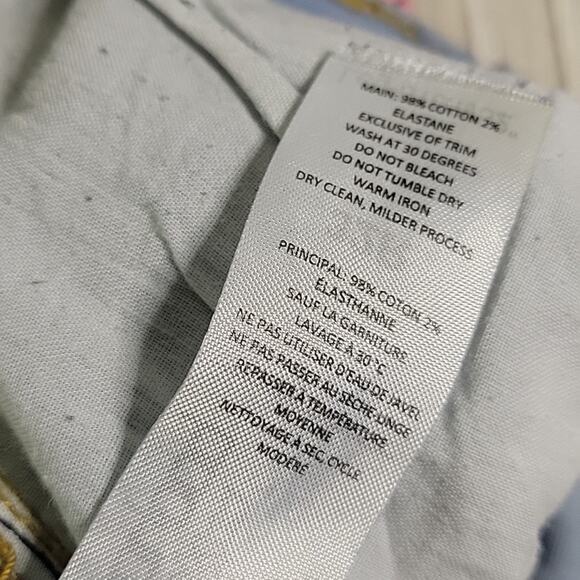 MAIN: 98% COTTON 2%
ELASTANE
EXCLUSIVE OF TRIM
WASH AT 30 DEGREES
DO NOT BLEACH
DO NOT TUMBLE DRY
WARM IRON
DRY CLEAN, MILDER PROCESS
PRINCIPAL: 98% COTON 2%
ÉLASTHANNE
SAUF LA GARNITURE
LAVAGE À 30°C
NE PAS UTILISER D'EAU DE JAVEL
NE PAS PASSER AU SÈCHE-LINGE
REPASSER A TEMPÉRATURE
MOYENNE
NETTOYAGE À SEC, CYCLE
MODÉRÉ